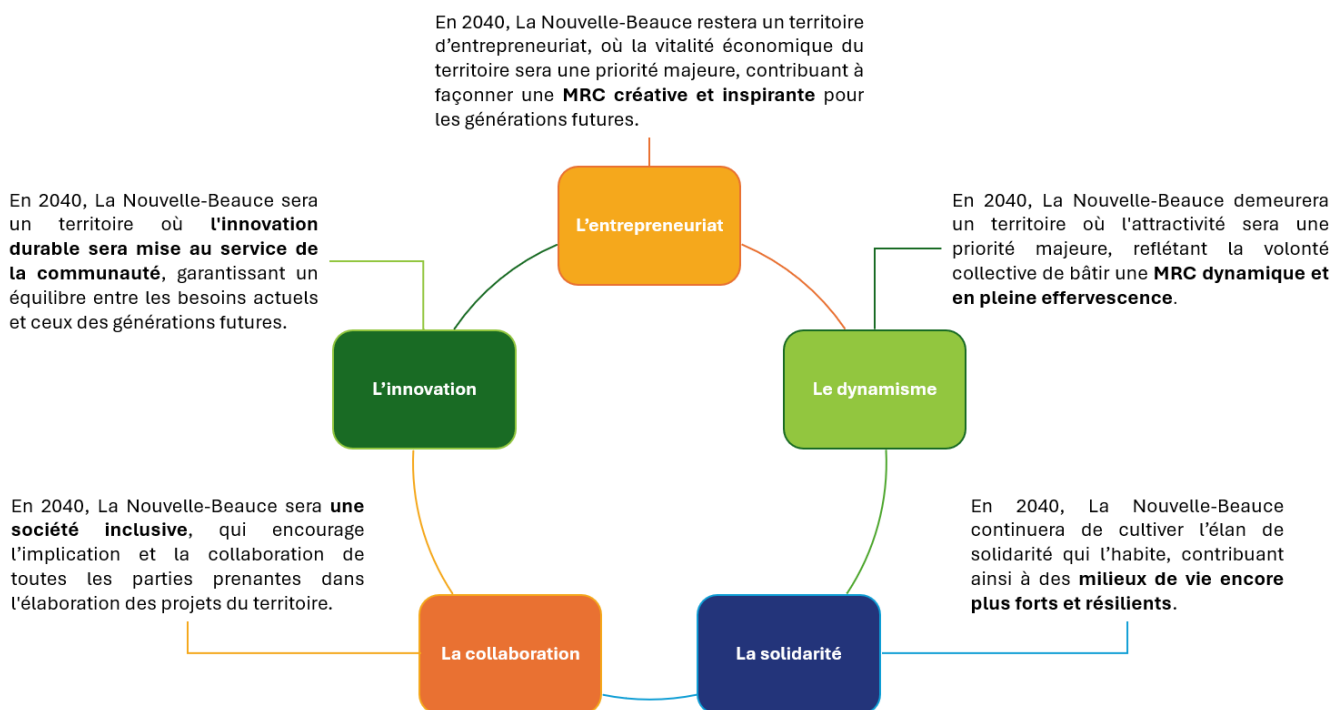 En 2040, La Nouvelle-Beauce restera un territoire
d’entrepreneuriat, où la vitalité économique du
territoire sera une priorité majeure, contribuant à
façonner une MRC créative et inspirante pour
les générations futures.
L’entrepreneuriat
En 2040, La Nouvelle-Beauce demeurera
un territoire où l'attractivité sera une
priorité majeure, reflétant la volonté
collective de bâtir une MRC dynamique et
en pleine effervescence.
Le dynamisme
En 2040, La Nouvelle-Beauce
continuera de cultiver l’élan de
solidarité qui l’habite, contribuant
ainsi à des milieux de vie encore
plus forts et résilients.
La solidarité
En 2040, La Nouvelle-Beauce sera une
société inclusive, qui encourage
l’implication et la collaboration de
toutes les parties prenantes dans
l'élaboration des projets du territoire.
La collaboration
En 2040, La Nouvelle-Beauce sera
un territoire où l'innovation
durable sera mise au service de
la communauté, garantissant un
équilibre entre les besoins actuels
et ceux des générations futures.
L’innovation